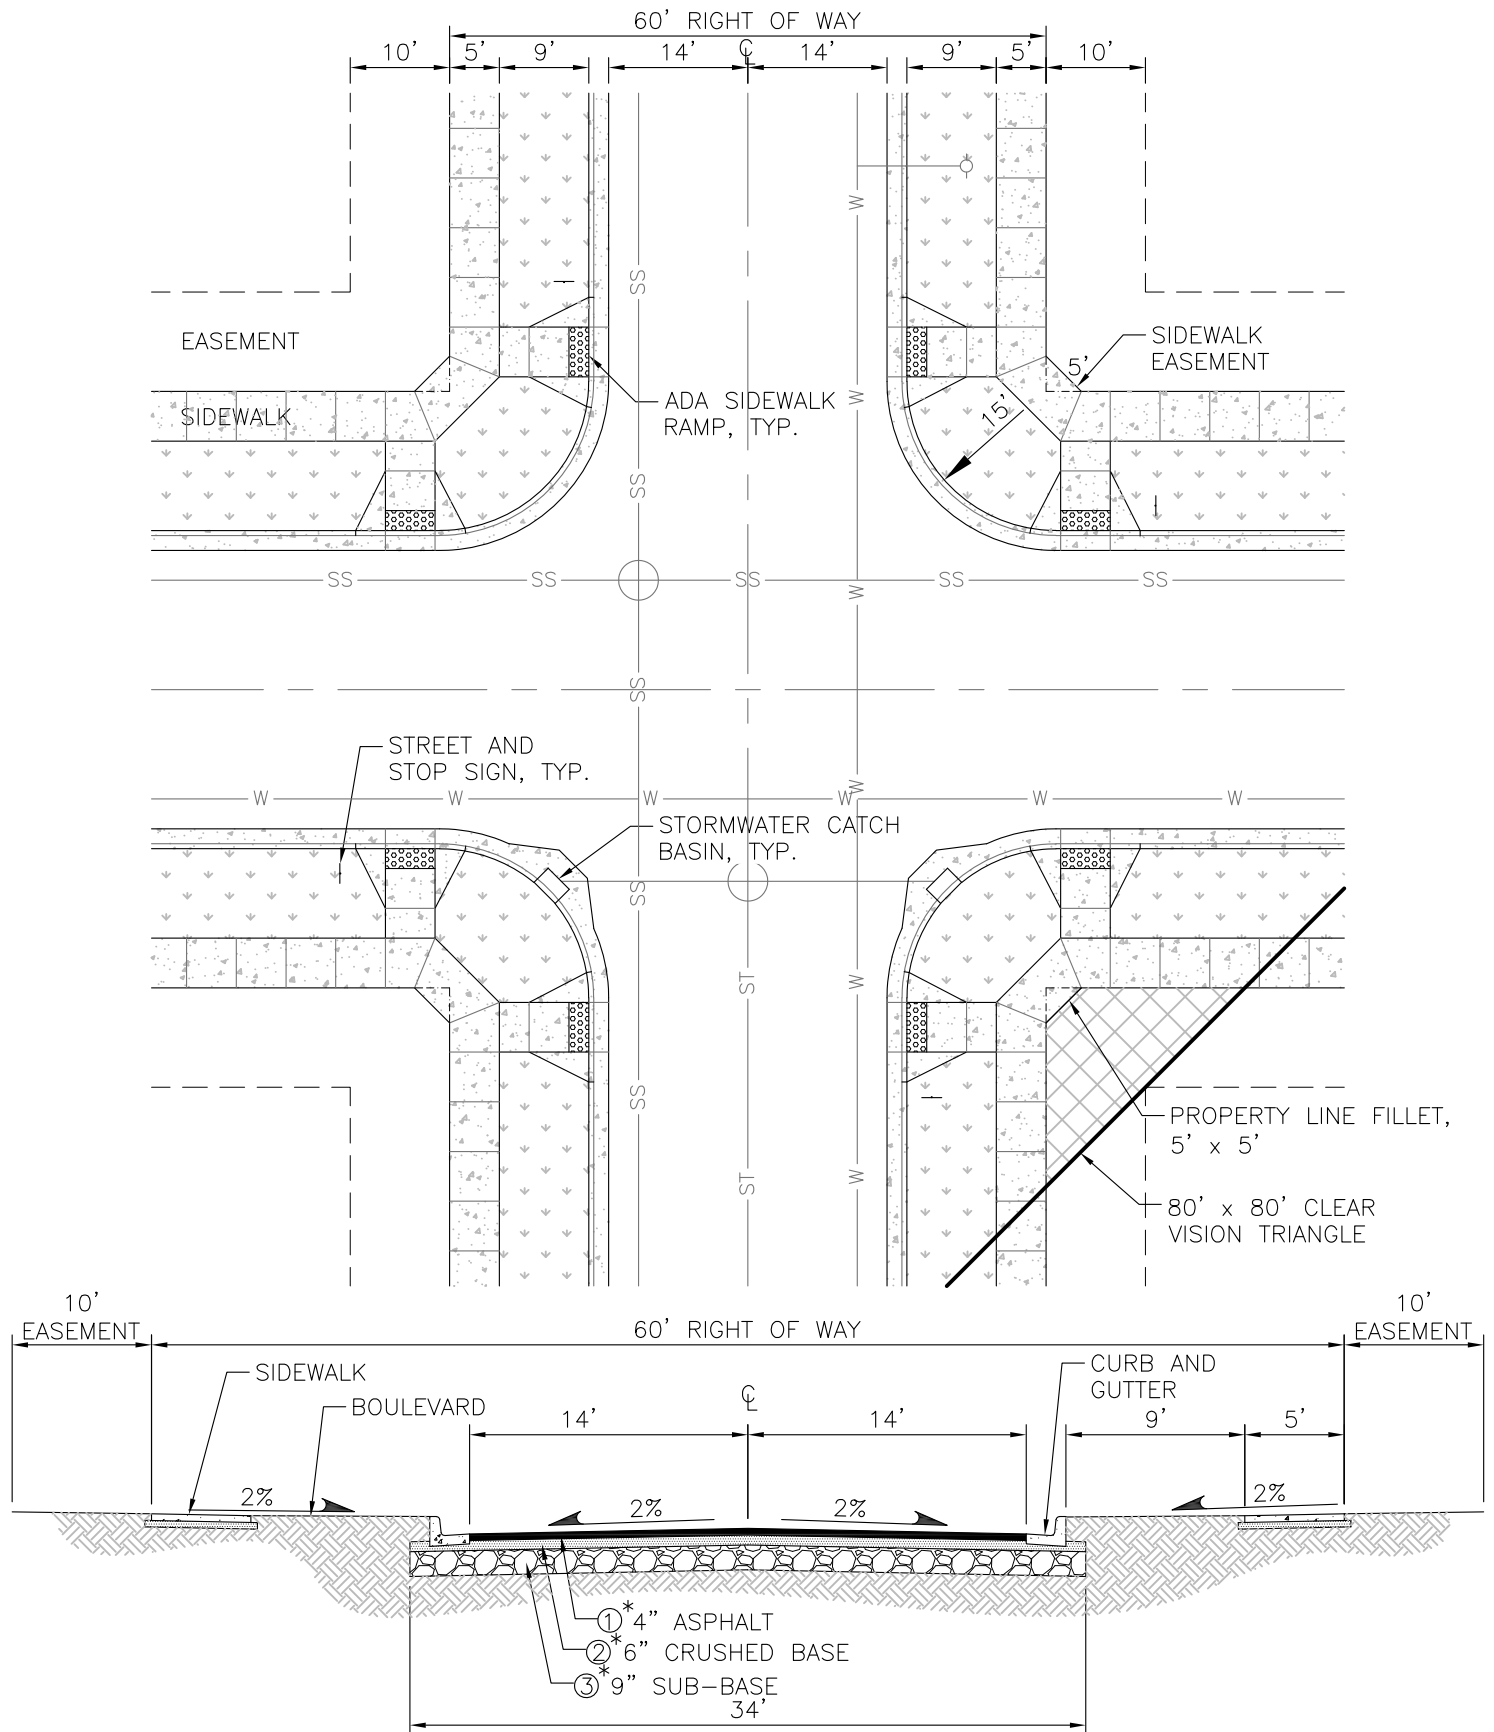 60' RIGHT OF WAY
10' 5' 9' 14' ℄ 14' 9' 5' 10'
W
SS
EASEMENT
SIDEWALK
EASEMENT
5'
ADA SIDEWALK
RAMP, TYP.
W
15'
SIDEWALK
SS
SS SS SS SS SS
W
SS
STREET AND
STOP SIGN, TYP.
W
W W W W W W
STORMWATER CATCH
BASIN, TYP.
SS
ST
W
SS
PROPERTY LINE FILLET,
5' x 5'
ST
W
80' x 80' CLEAR
VISION TRIANGLE
10'
EASEMENT
60' RIGHT OF WAY
10'
EASEMENT
SIDEWALK
BOULEVARD
CURB AND
GUTTER
14' ℄ 14' 9' 5'
2% 2% 2% 2%
1*4" ASPHALT
2*6" CRUSHED BASE
3*9" SUB-BASE
34'